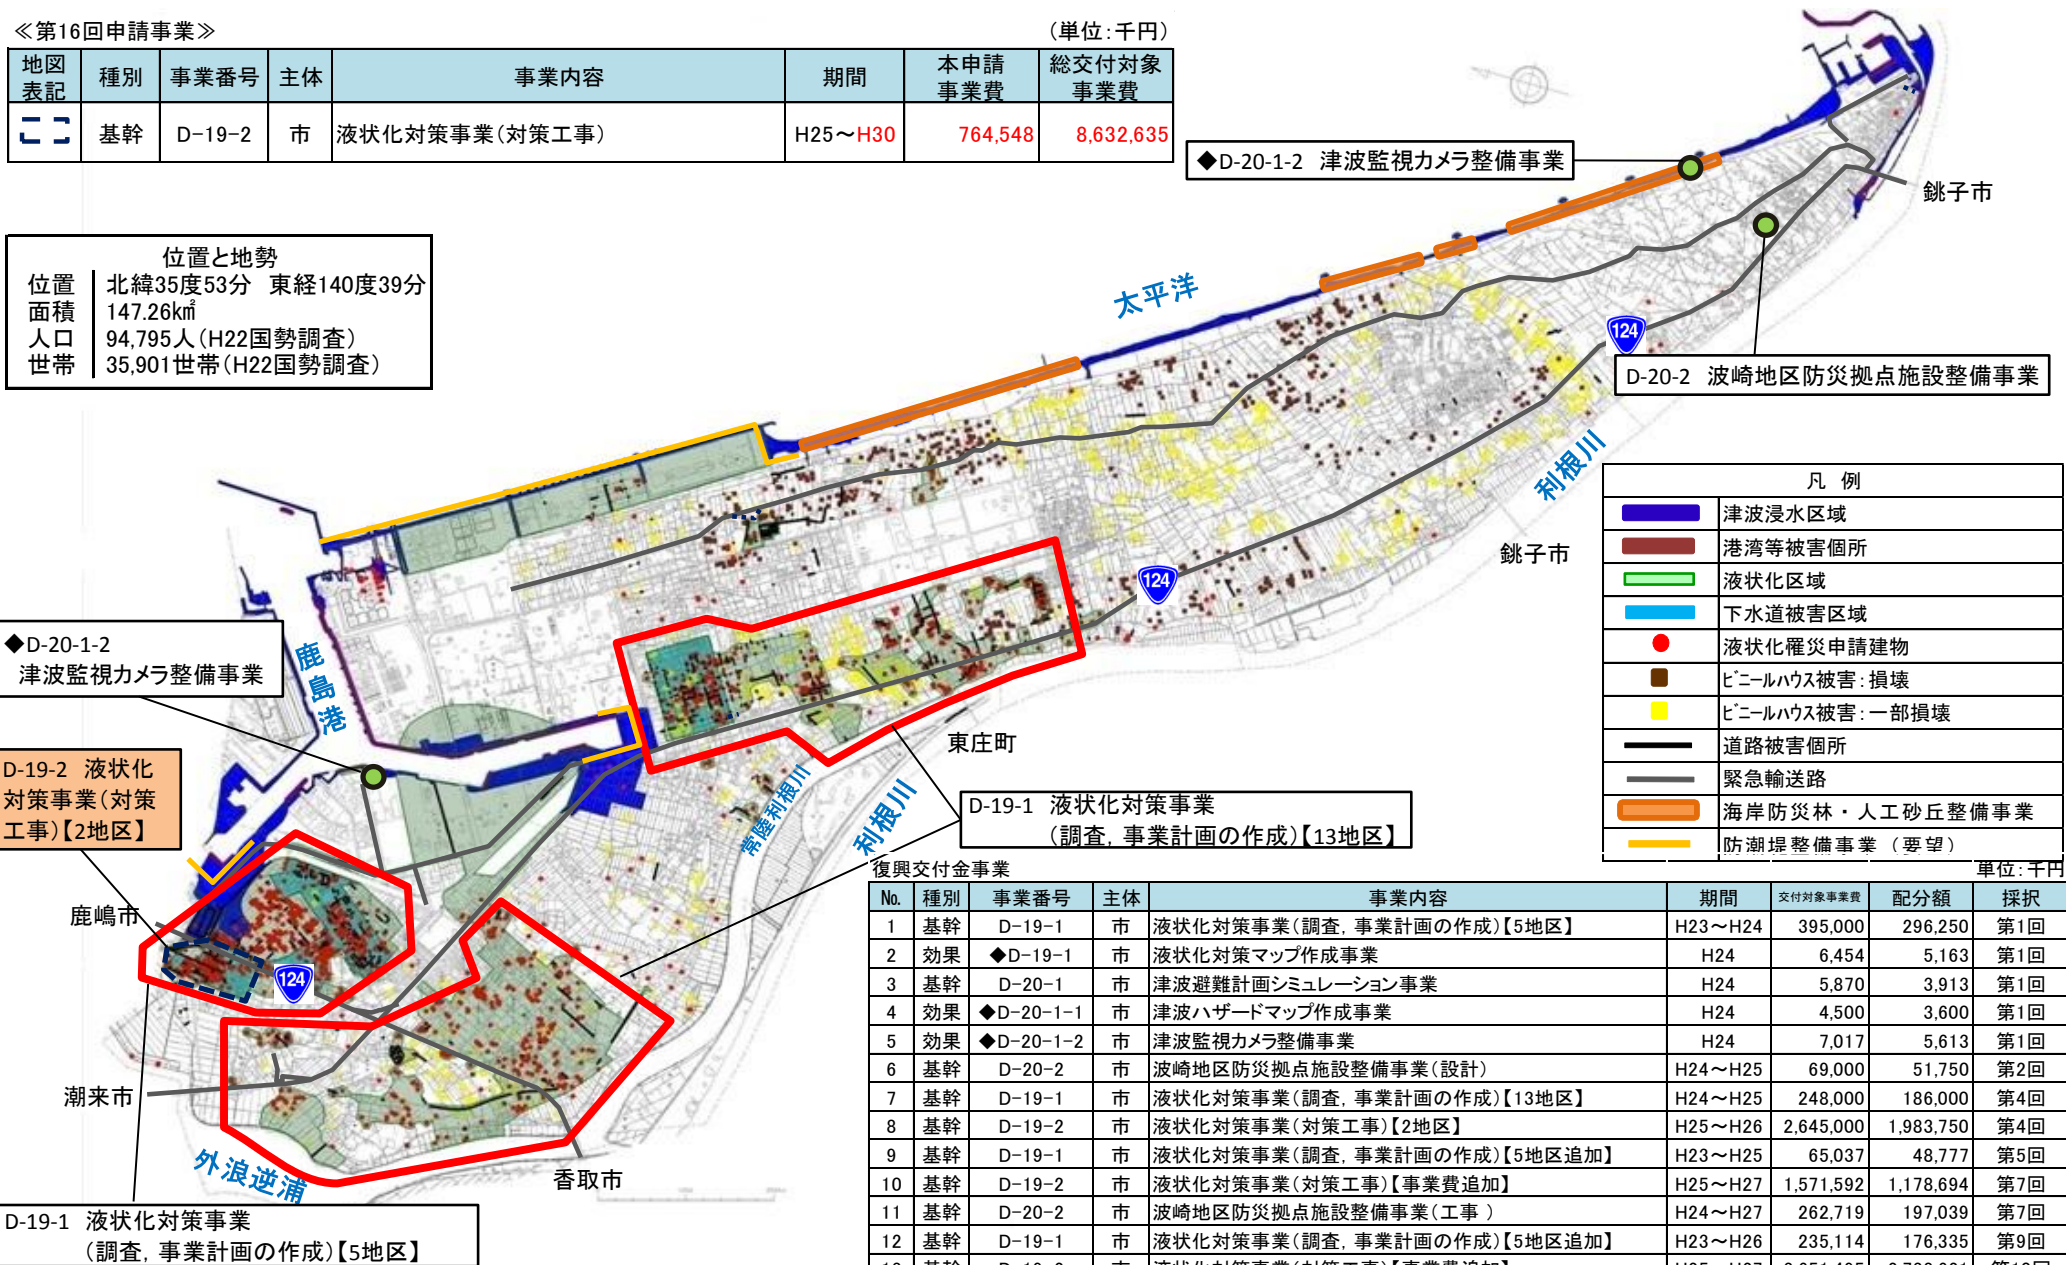 ≪第16回申請事業≫ (単位:千円)
地図表記 種別 事業番号 主体 事業内容 期間 本申請事業費 総交付対象事業費
基幹 D-19-2 市 液状化対策事業(対策工事) H25～H30 764,548 8,632,635
◆D-20-1-2 津波監視カメラ整備事業
銚子市
位置と地勢
位置 北緯35度53分 東経140度39分
面積 147.26k㎡
人口 94,795人(H22国勢調査)
世帯 35,901世帯(H22国勢調査)
太平洋
124
D-20-2 波崎地区防災拠点施設整備事業
利根川
銚子市
124
凡 例
津波浸水区域
港湾等被害個所
液状化区域
下水道被害区域
液状化罹災申請建物
ﾋﾞﾆｰﾙﾊｳｽ被害:損壊
ﾋﾞﾆｰﾙﾊｳｽ被害:一部損壊
道路被害個所
緊急輸送路
海岸防災林・人工砂丘整備事業
防潮堤整備事業（要望）
◆D-20-1-2
津波監視カメラ整備事業
鹿島港
東庄町
D-19-2 液状化
対策事業(対策
工事)【2地区】
常陸利根川
利根川
D-19-1 液状化対策事業
(調査, 事業計画の作成)【13地区】
鹿嶋市
124
潮来市
外浪逆浦
香取市
D-19-1 液状化対策事業
(調査, 事業計画の作成)【5地区】
復興交付金事業 単位:千円
No. 種別 事業番号 主体 事業内容 期間 交付対象事業費 配分額 採択
1 基幹 D-19-1 市 液状化対策事業(調査, 事業計画の作成)【5地区】 H23～H24 395,000 296,250 第1回
2 効果 ◆D-19-1 市 液状化対策マップ作成事業 H24 6,454 5,163 第1回
3 基幹 D-20-1 市 津波避難計画シミュレーション事業 H24 5,870 3,913 第1回
4 効果 ◆D-20-1-1 市 津波ハザードマップ作成事業 H24 4,500 3,600 第1回
5 効果 ◆D-20-1-2 市 津波監視カメラ整備事業 H24 7,017 5,613 第1回
6 基幹 D-20-2 市 波崎地区防災拠点施設整備事業(設計) H24～H25 69,000 51,750 第2回
7 基幹 D-19-1 市 液状化対策事業(調査, 事業計画の作成)【13地区】 H24～H25 248,000 186,000 第4回
8 基幹 D-19-2 市 液状化対策事業(対策工事)【2地区】 H25～H26 2,645,000 1,983,750 第4回
9 基幹 D-19-1 市 液状化対策事業(調査, 事業計画の作成)【5地区追加】 H23～H25 65,037 48,777 第5回
10 基幹 D-19-2 市 液状化対策事業(対策工事)【事業費追加】 H25～H27 1,571,592 1,178,694 第7回
11 基幹 D-20-2 市 波崎地区防災拠点施設整備事業(工事 ) H24～H27 262,719 197,039 第7回
12 基幹 D-19-1 市 液状化対策事業(調査, 事業計画の作成)【5地区追加】 H23～H26 235,114 176,335 第9回